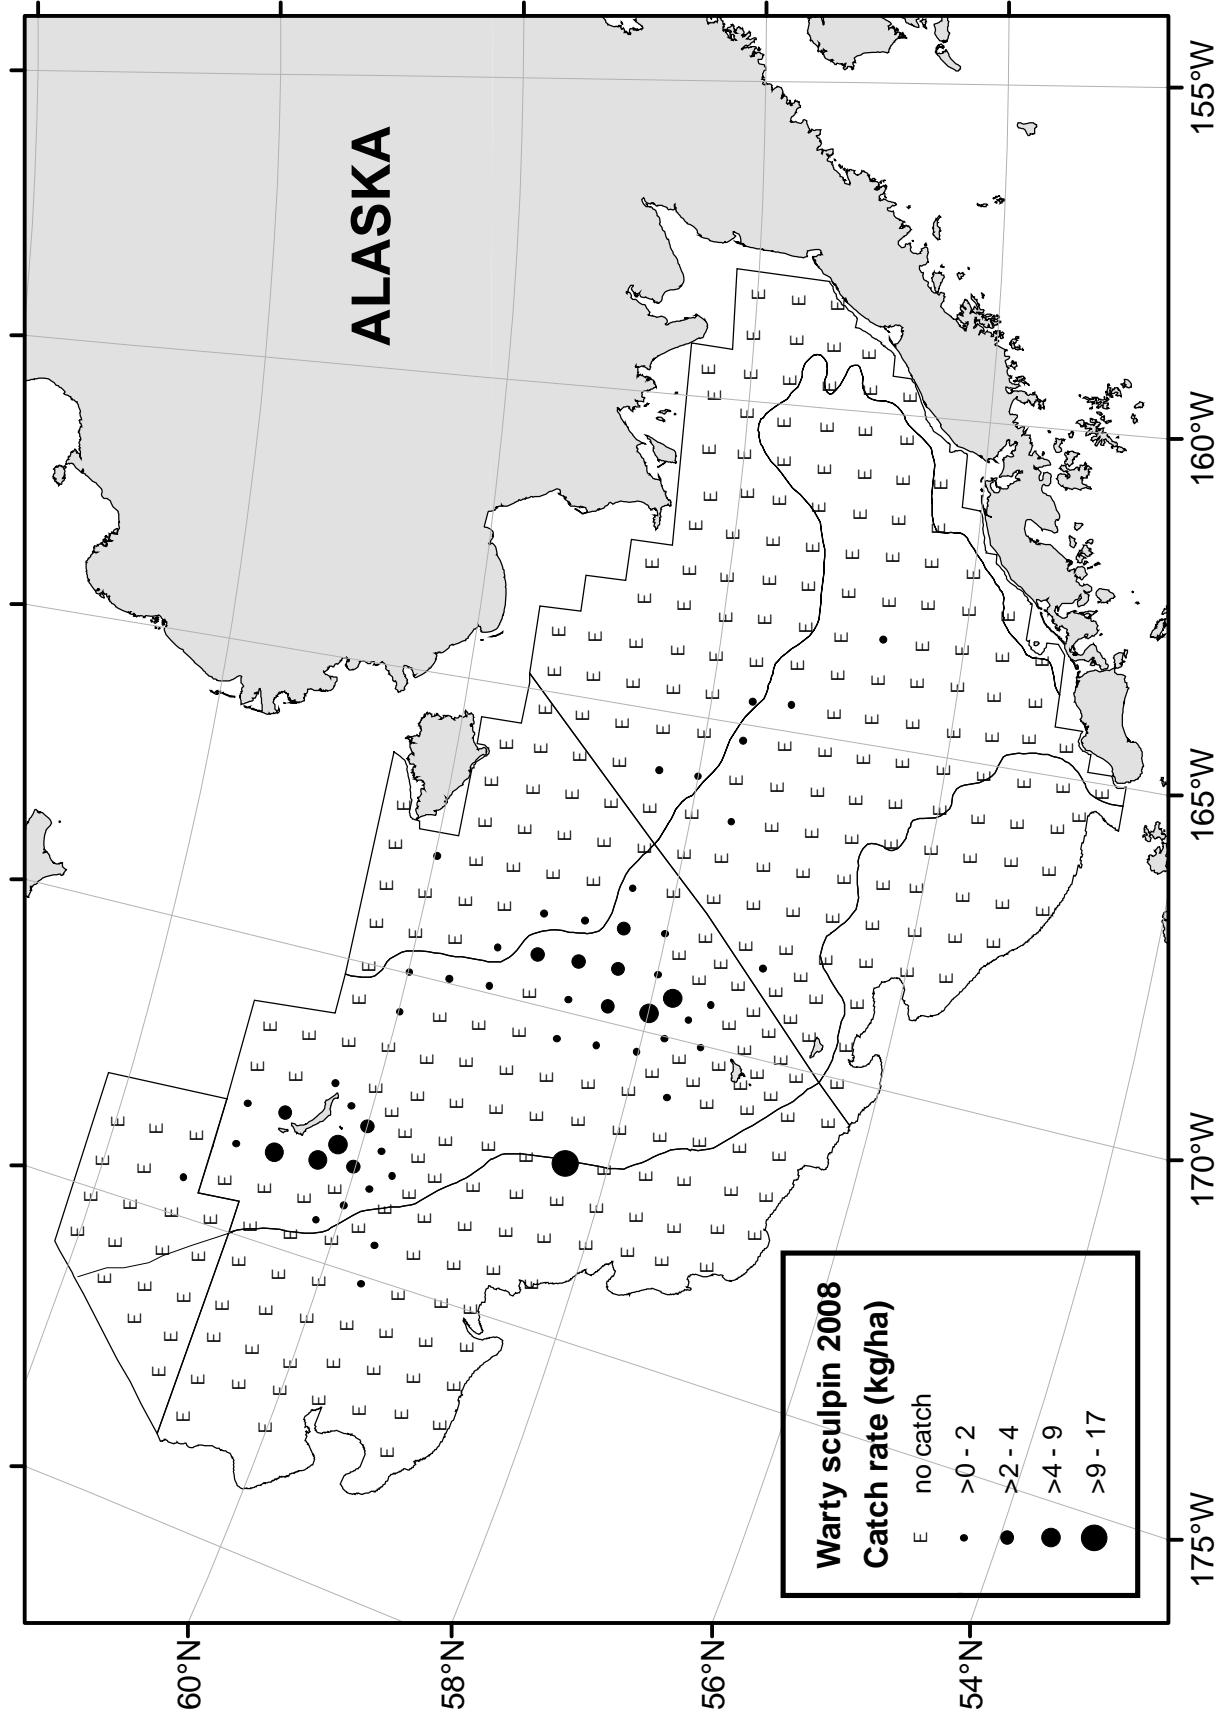 ALASKA
Warty sculpin 2008
Catch rate (kg/ha)
E no catch
>0 - 2
>2 - 4
>4 - 9
>9 - 17
60°N
58°N
56°N
54°N
175°W
170°W
165°W
160°W
155°W